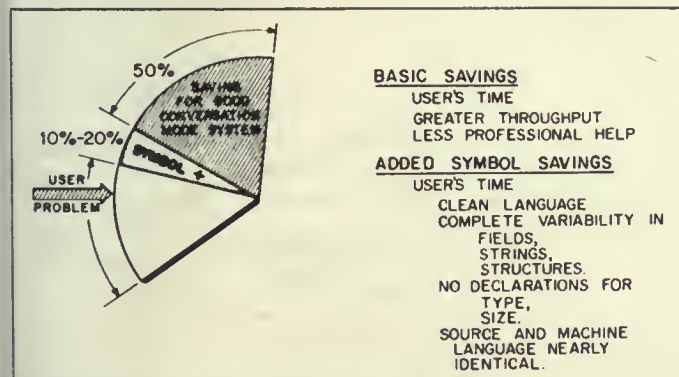 50%
SAVING
FOR GOOD
CONVERSATION
MODE SYSTEM
10%-20%
SYMBOL +
USER
PROBLEM
BASIC SAVINGS
USER'S TIME
GREATER THROUGHPUT
LESS PROFESSIONAL HELP
ADDED SYMBOL SAVINGS
USER'S TIME
CLEAN LANGUAGE
COMPLETE VARIABILITY IN
FIELDS,
STRINGS,
STRUCTURES.
NO DECLARATIONS FOR
TYPE,
SIZE.
SOURCE AND MACHINE
LANGUAGE NEARLY
IDENTICAL.